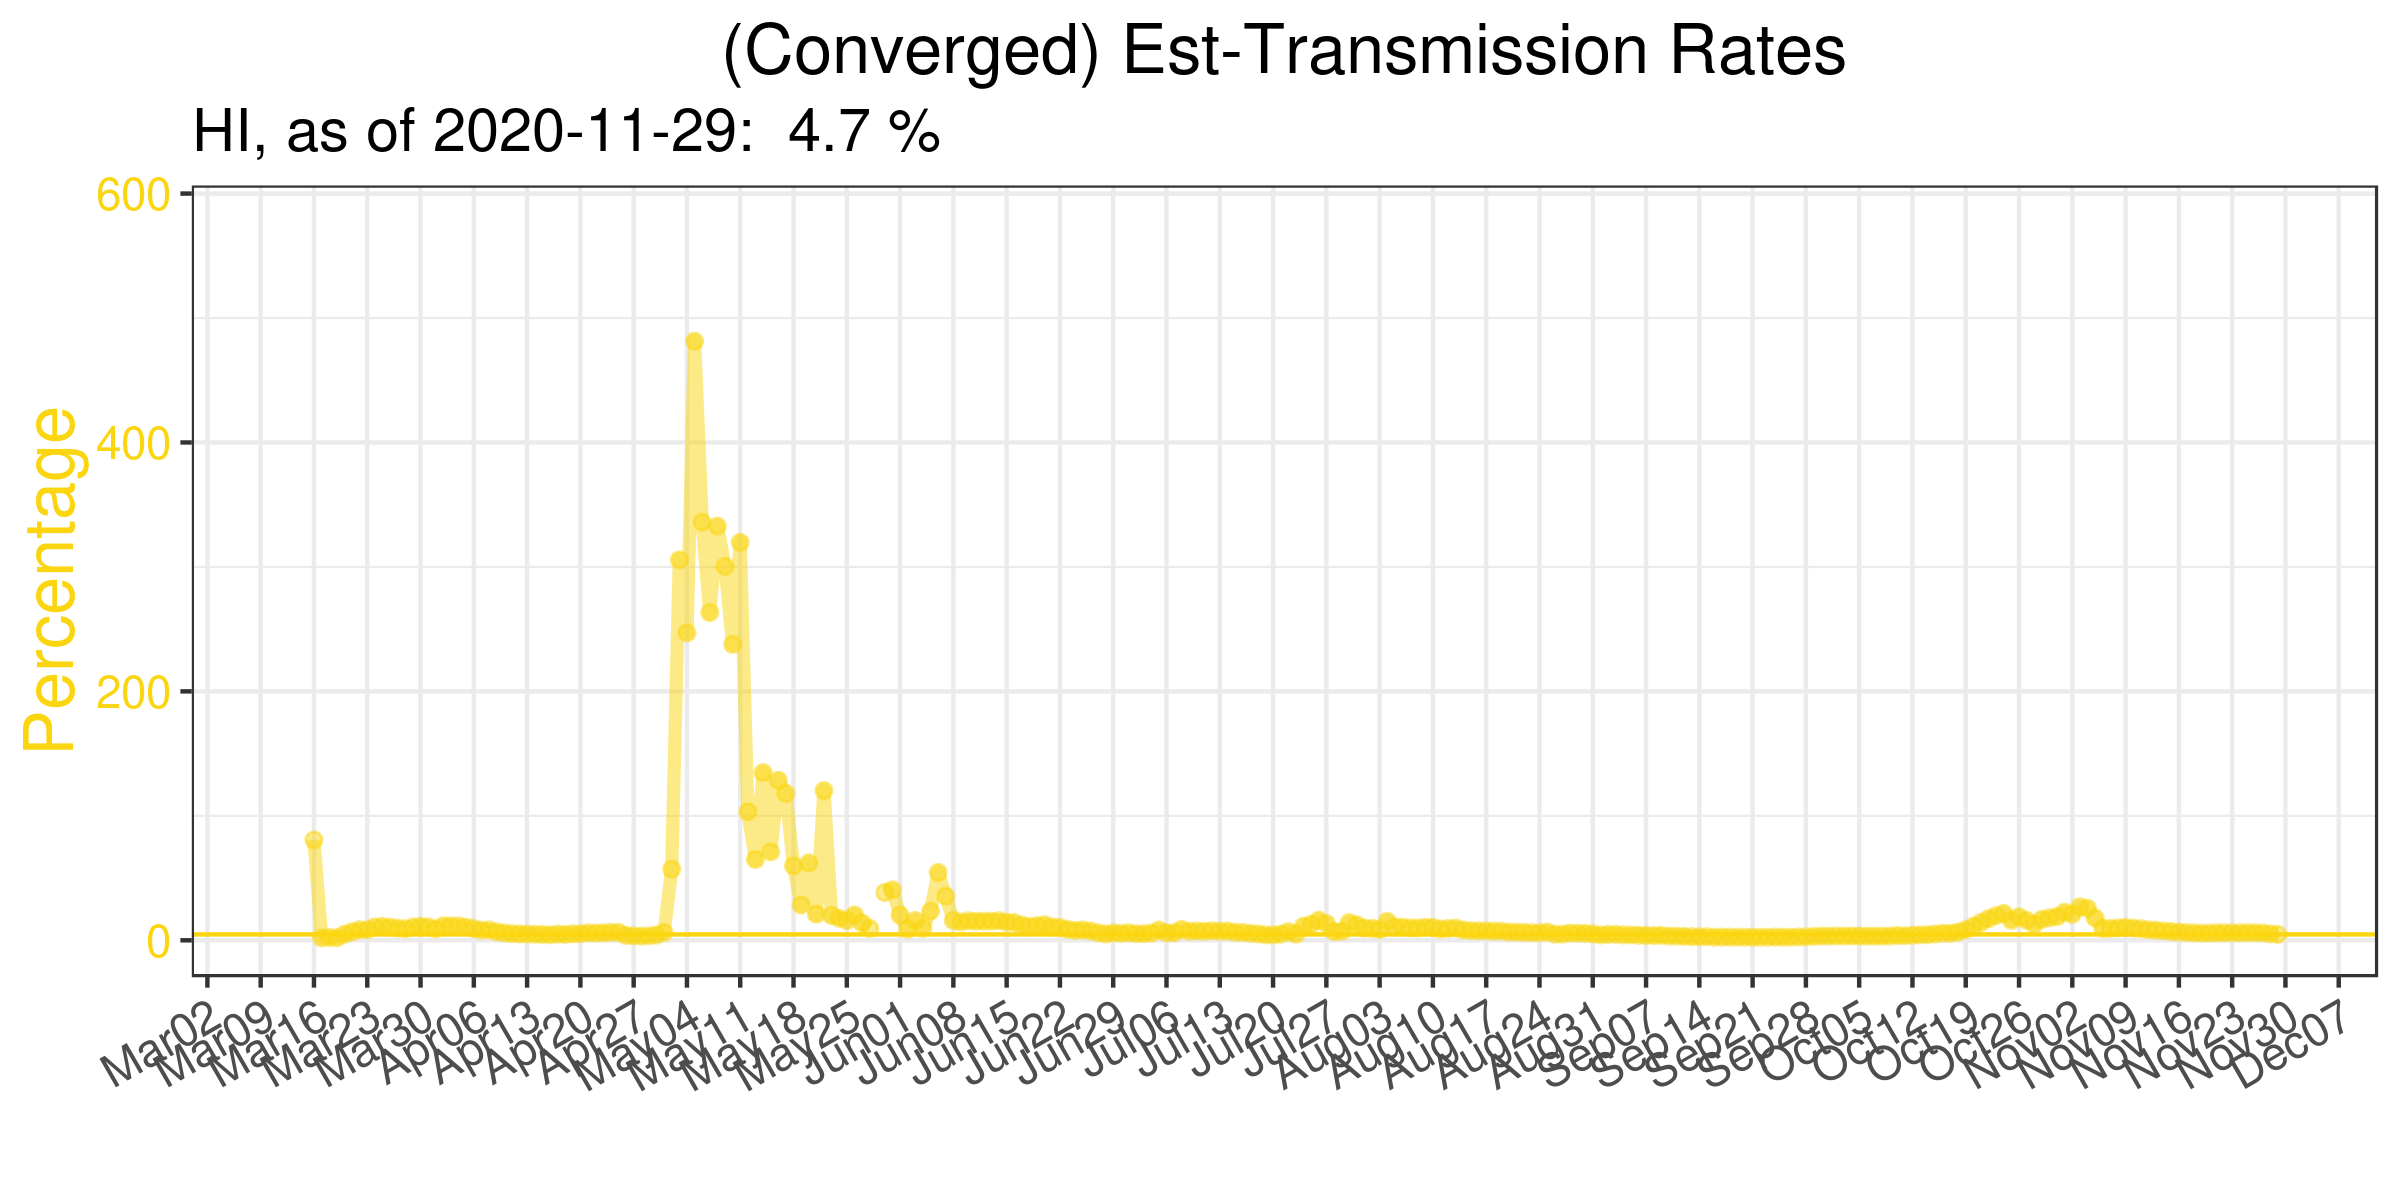 (Converged) Est-Transmission Rates
HI, as of 2020-11-29:  4.7 %
Percentage
600
400
200
0
Mar02
Mar09
Mar16
Mar23
Mar30
Apr06
Apr13
Apr20
Apr27
May04
May11
May18
May25
Jun01
Jun08
Jun15
Jun22
Jun29
Jul06
Jul13
Jul20
Jul27
Aug03
Aug10
Aug17
Aug24
Aug31
Sep07
Sep14
Sep21
Sep28
Oct05
Oct12
Oct19
Oct26
Nov02
Nov09
Nov16
Nov23
Nov30
Dec07